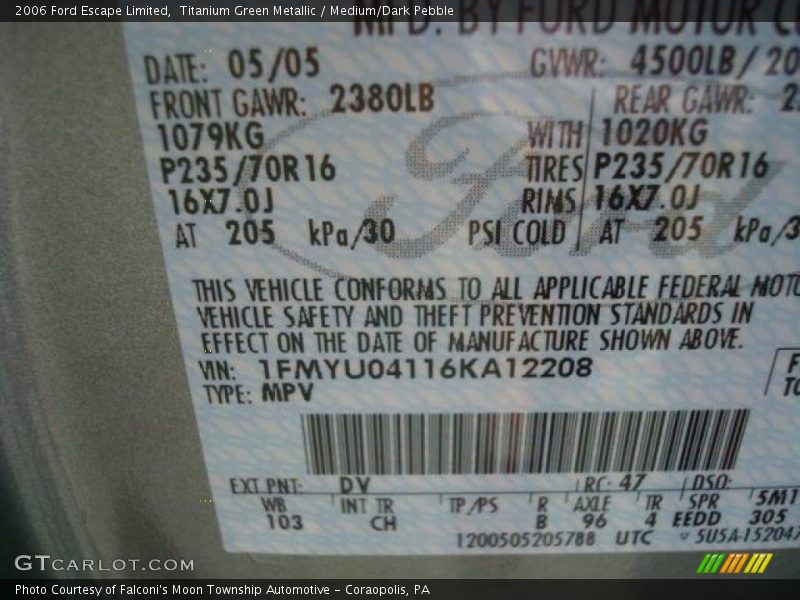 2006 Ford Escape Limited, Titanium Green Metallic / Medium/Dark Pebble
MFD. BY FORD MOTOR C
DATE: 05/05 GVWR: 4500LB/ 20
FRONT GAWR: 2380LB REAR GAWR: 2
1079KG WITH 1020KG
P235/70R16 TIRES P235/70R16
16X7.0J RIMS 16X7.0J
AT 205 kPa/30 PSI COLD AT 205 kPa/3
Ford
THIS VEHICLE CONFORMS TO ALL APPLICABLE FEDERAL MOTO
VEHICLE SAFETY AND THEFT PREVENTION STANDARDS IN
EFFECT ON THE DATE OF MANUFACTURE SHOWN ABOVE.
VIN: 1FMYU04116KA12208 F
TYPE: MPV TO
EXT PNT: DV RC: 47 DSO:
WB INT TR TP/PS R AXLE TR SPR 5M1
103 CH B 96 4 EEDD 305
1200505205788 UTC 5U5A-152047
GTCARLOT.COM
Photo Courtesy of Falconi's Moon Township Automotive - Coraopolis, PA